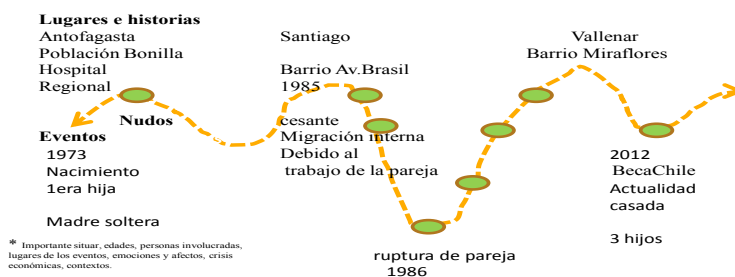 Lugares e historias
Antofagasta
Población Bonilla
Hospital
Regional
Nudos
Eventos
1973
Nacimiento
1era hija
Madre soltera
* Importante situar, edades, personas involucradas,
lugares de los eventos, emociones y afectos, crisis
económicas, contextos.
Santiago
Barrio Av.Brasil
1985
cesante
Migración interna
Debido al
trabajo de la pareja
ruptura de pareja
1986
Vallenar
Barrio Miraflores
2012
BecaChile
Actualidad
casada
3 hijos